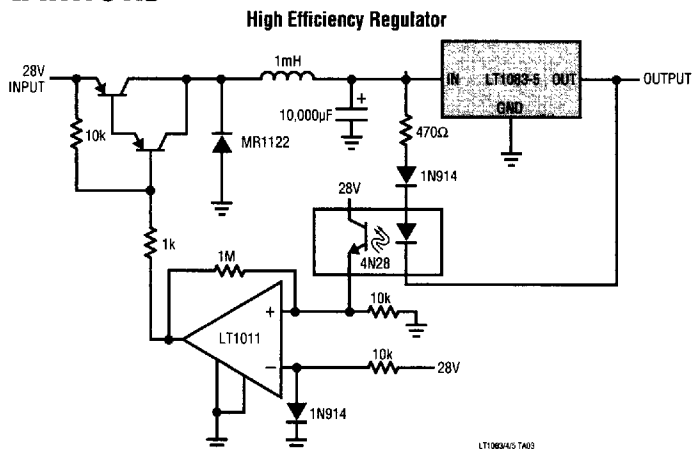 High Efficiency Regulator
28V
INPUT
1mH
IN LT1083-5 OUT
GND
OUTPUT
10,000µF
+
10k
MR1122
470Ω
1N914
28V
4N28
1k
1M
+
10k
LT1011
−
10k
28V
1N914
LT1083/4/5 TA09